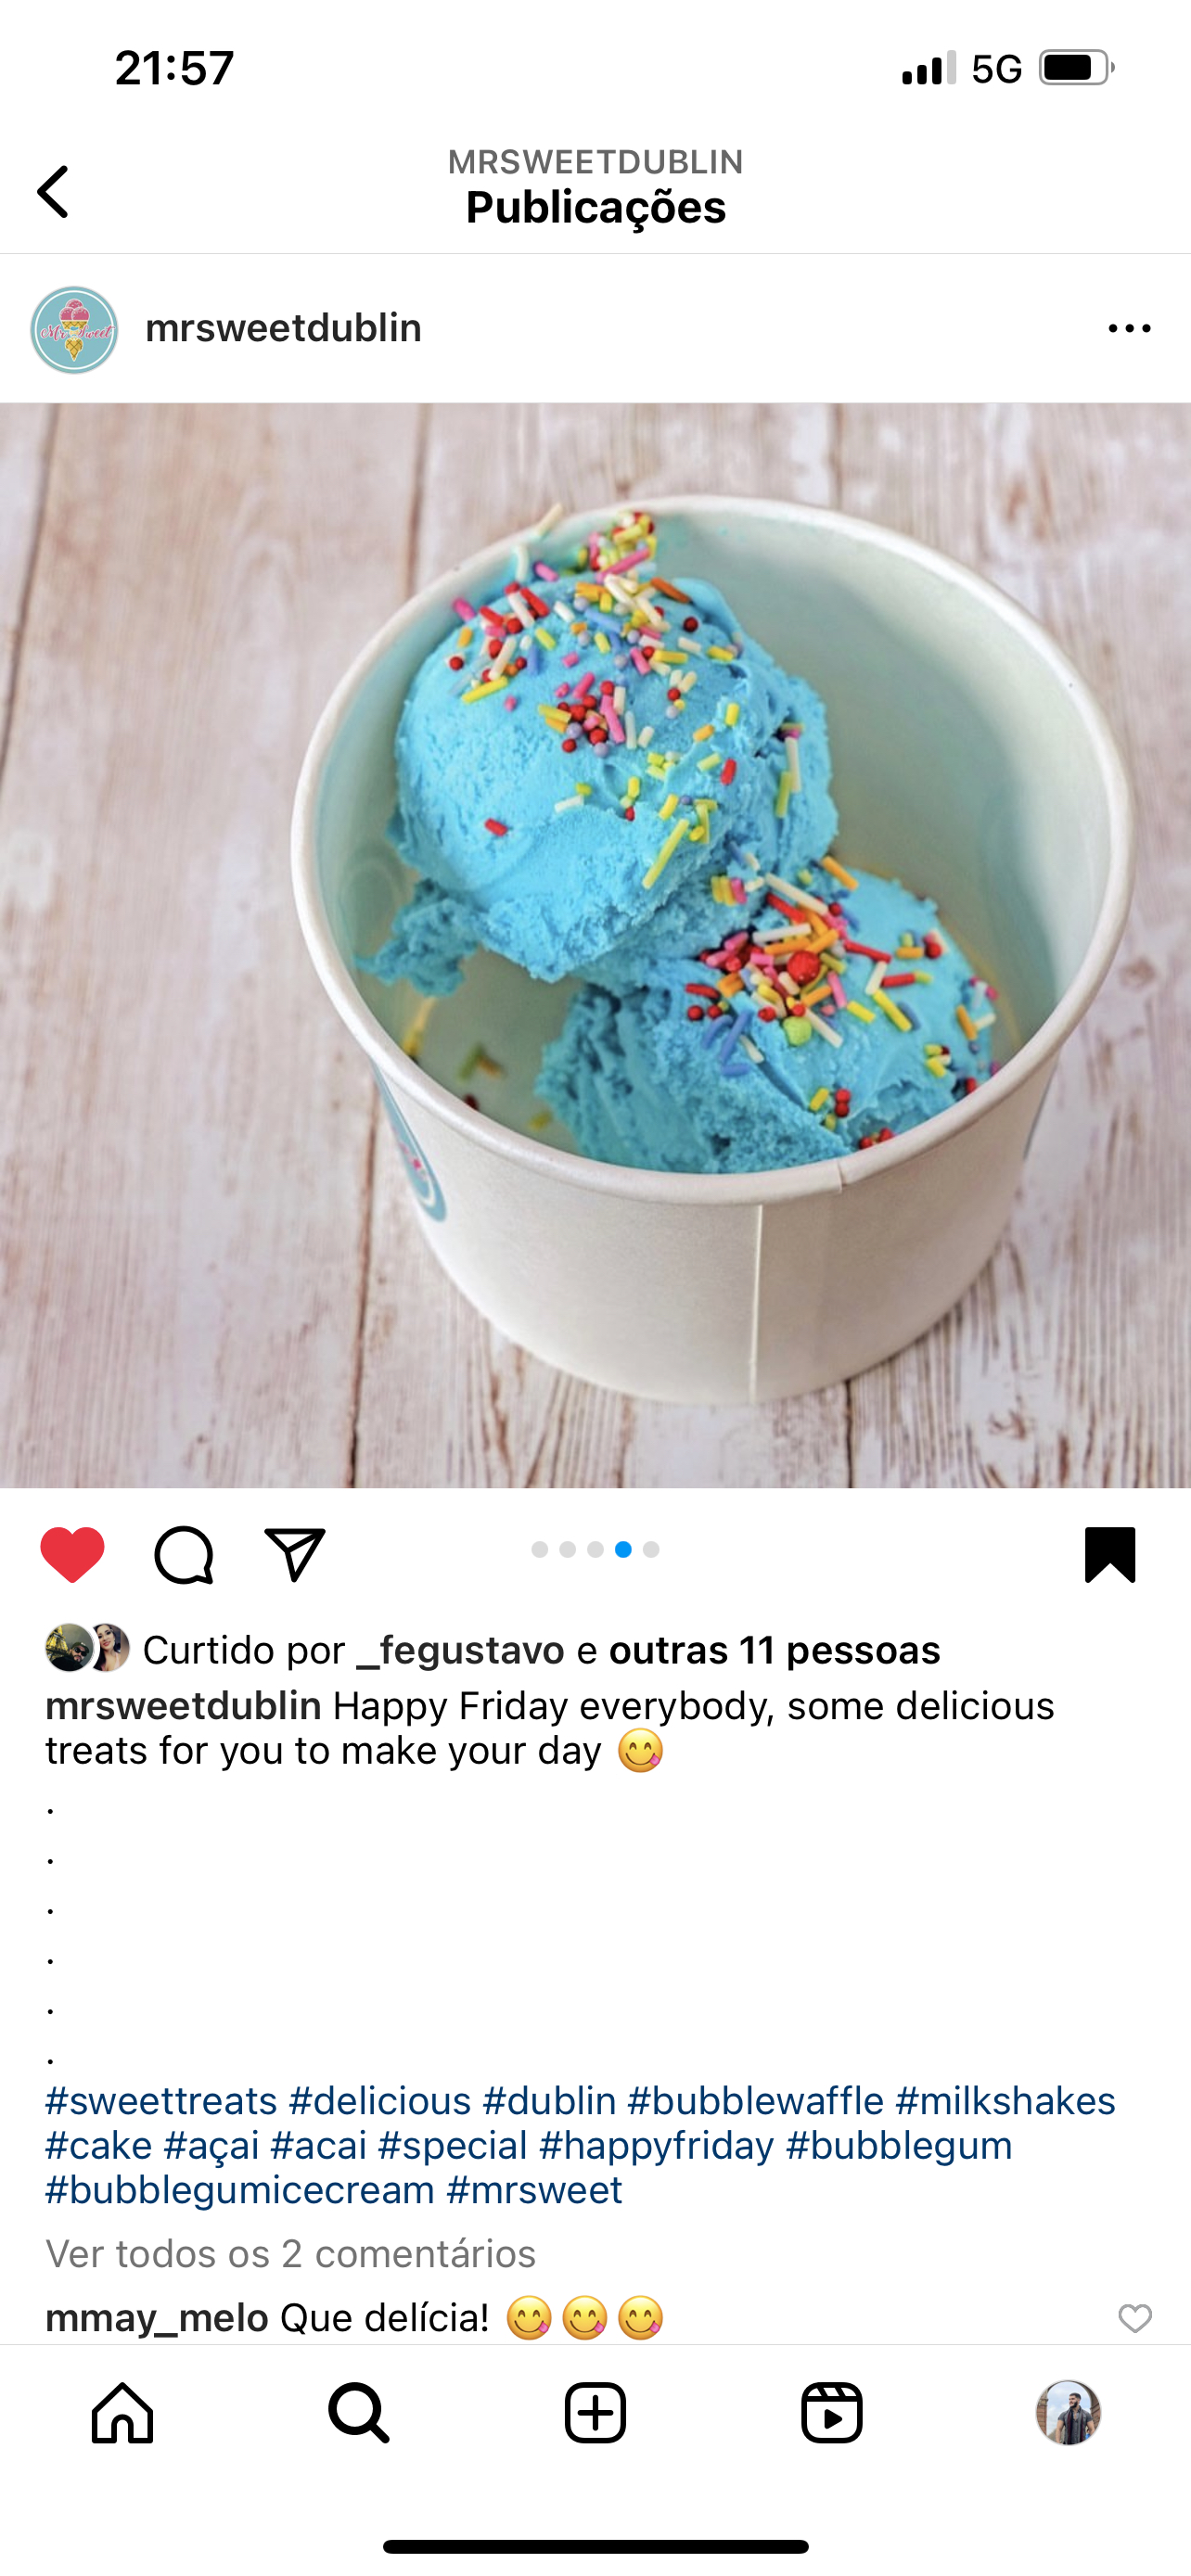 21:57 5G
MRSWEETDUBLIN
Publicações
Mr. Sweet
mrsweetdublin
Curtido por _fegustavo e outras 11 pessoas
mrsweetdublin Happy Friday everybody, some delicious
treats for you to make your day 😋
.
.
.
.
.
.
#sweettreats #delicious #dublin #bubblewaffle #milkshakes
#cake #açai #acai #special #happyfriday #bubblegum
#bubblegumicecream #mrsweet
Ver todos os 2 comentários
mmay_melo Que delícia! 😋😋😋